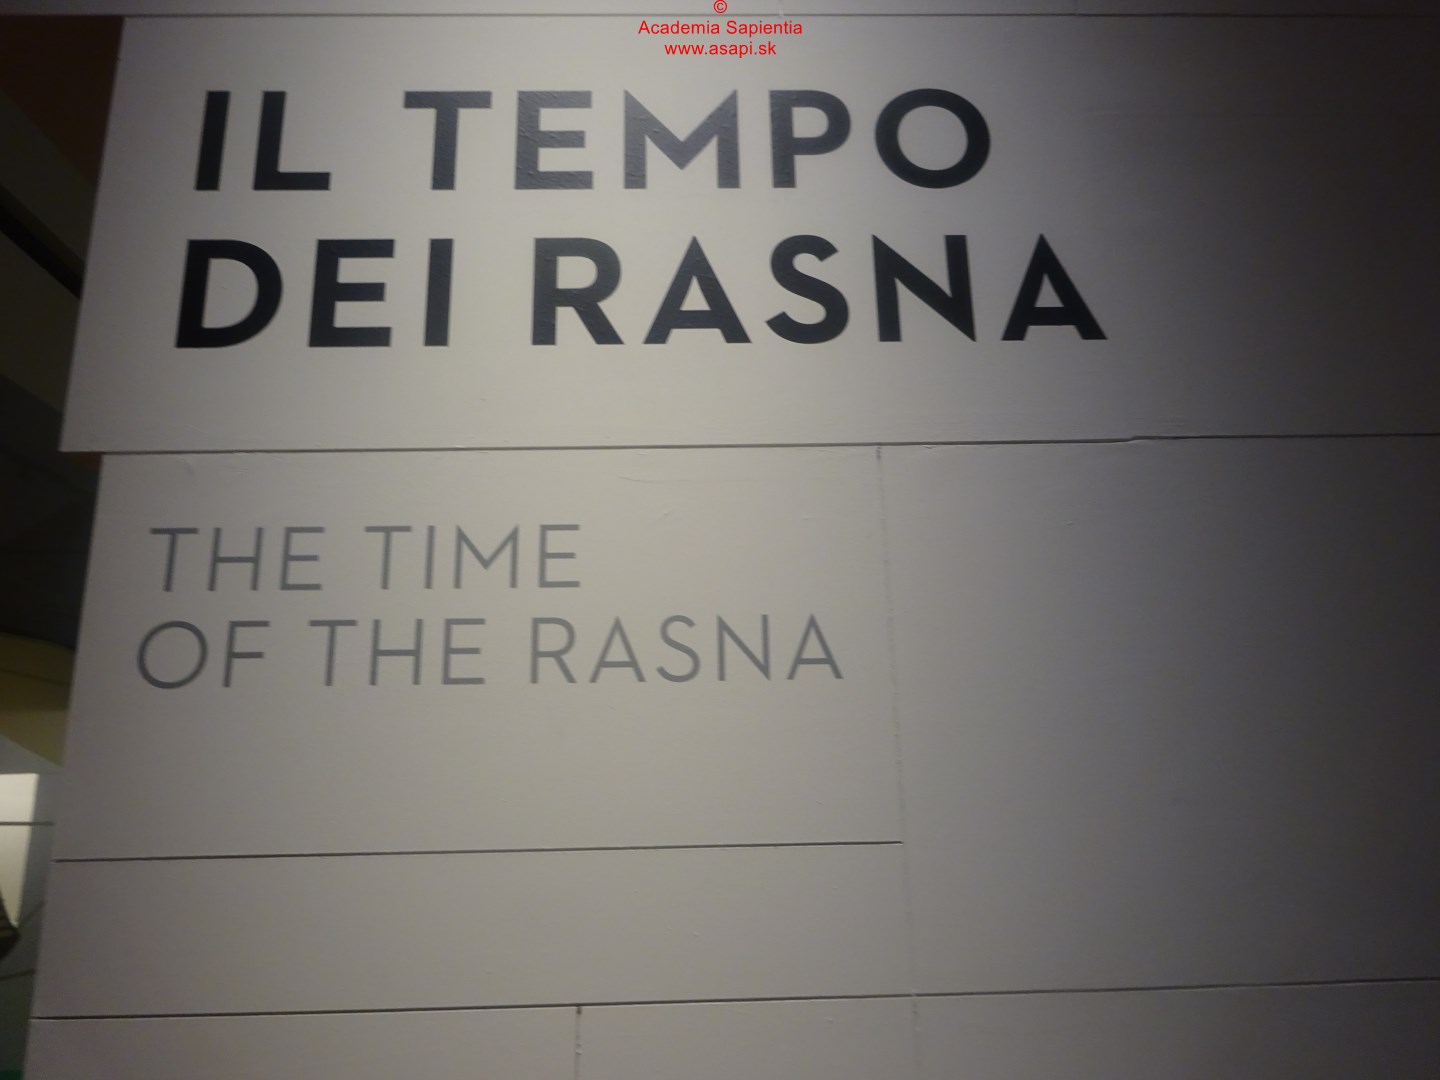 ©
Academia Sapientia
www.asapi.sk
IL TEMPO
DEI RASNA
THE TIME
OF THE RASNA